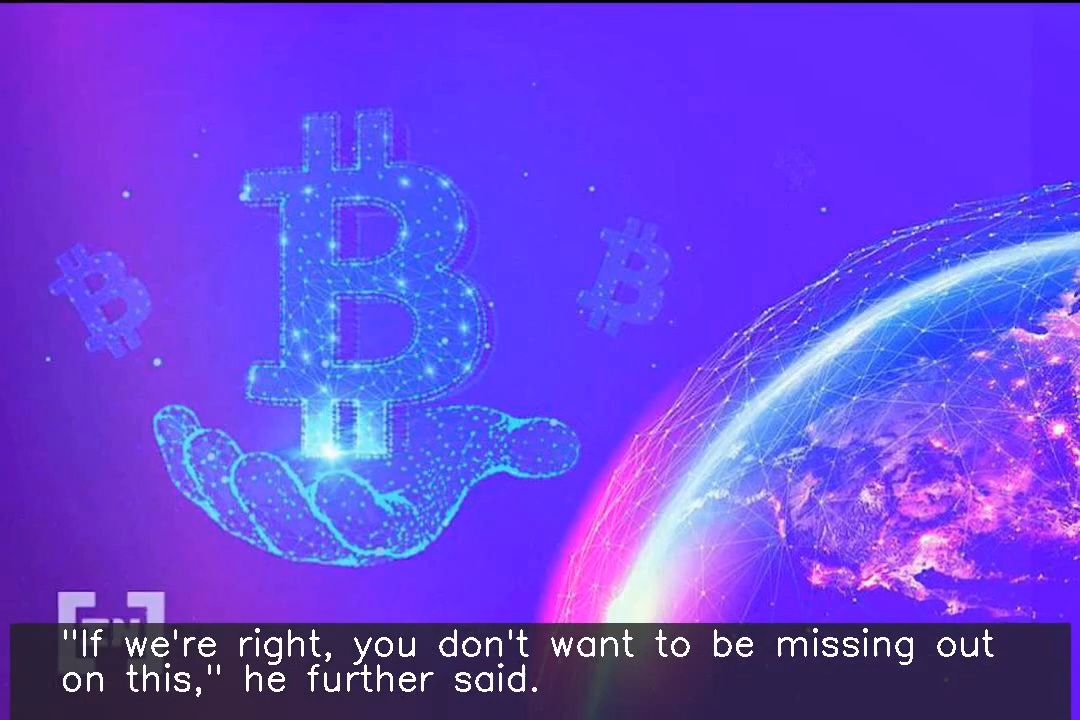 "If we're right, you don't want to be missing out
on this," he further said.